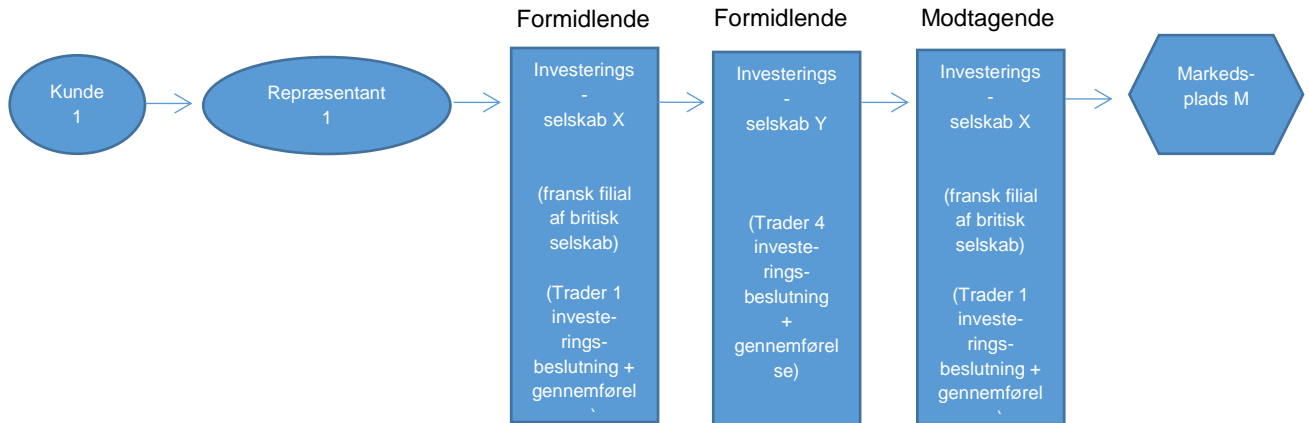 Formidlende
Formidlende
Modtagende
Kunde
1
Repræsentant
1
Investerings
-
selskab X
(fransk filial
af britisk
selskab)
(Trader 1
investe-
rings-
beslutning +
gennemførel
Investerings
-
selskab Y
(Trader 4
investe-
rings-
beslutning
+
gennemførel
se)
Investerings
-
selskab X
(fransk filial
af britisk
selskab)
(Trader 1
investe-
rings-
beslutning +
gennemførel
Markeds-
plads M